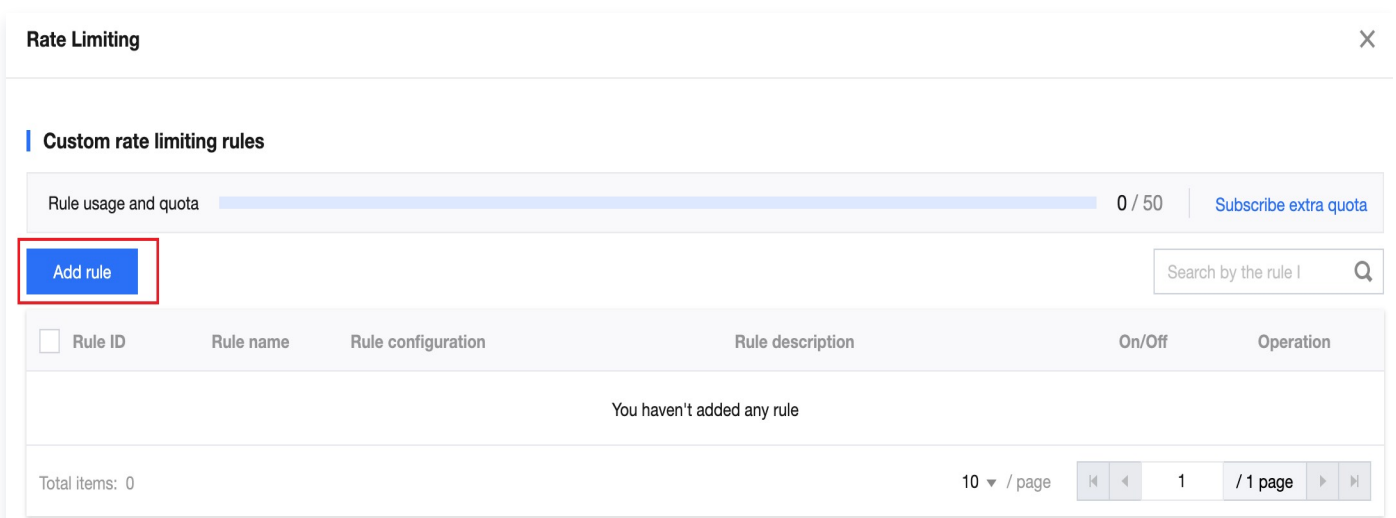 Rate Limiting
Custom rate limiting rules
Rule usage and quota 0 / 50 Subscribe extra quota
Add rule Search by the rule I
Rule ID Rule name Rule configuration Rule description On/Off Operation
You haven't added any rule
Total items: 0 10 / page 1 / 1 page